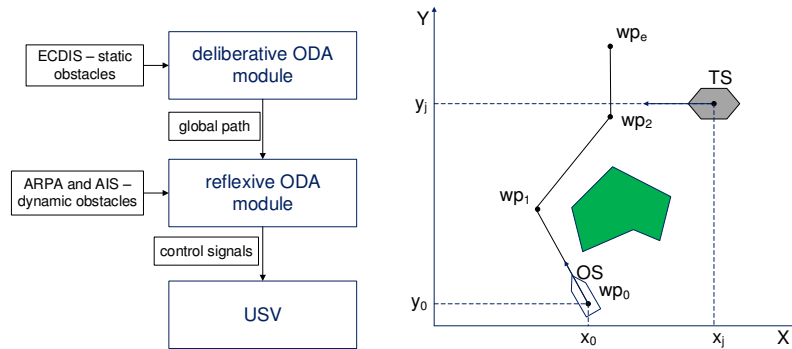 ECDIS – static
obstacles
deliberative ODA
module
global path
ARPA and AIS –
dynamic obstacles
reflexive ODA
module
control signals
USV
Y
wpe
TS
yj
wp2
wp1
OS
wp0
y0
x0
xj
X